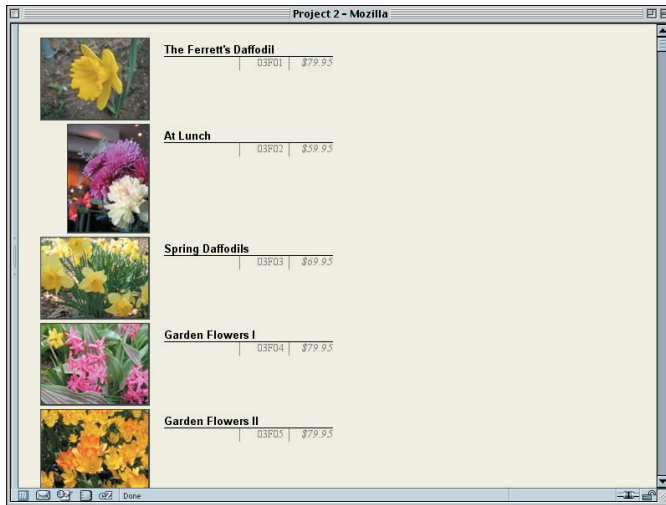 Project 2 – Mozilla
The Ferrett's Daffodil
03F01 $79.95
At Lunch
03F02 $59.95
Spring Daffodils
03F03 $69.95
Garden Flowers I
03F04 $79.95
Garden Flowers II
03F05 $79.95
Done